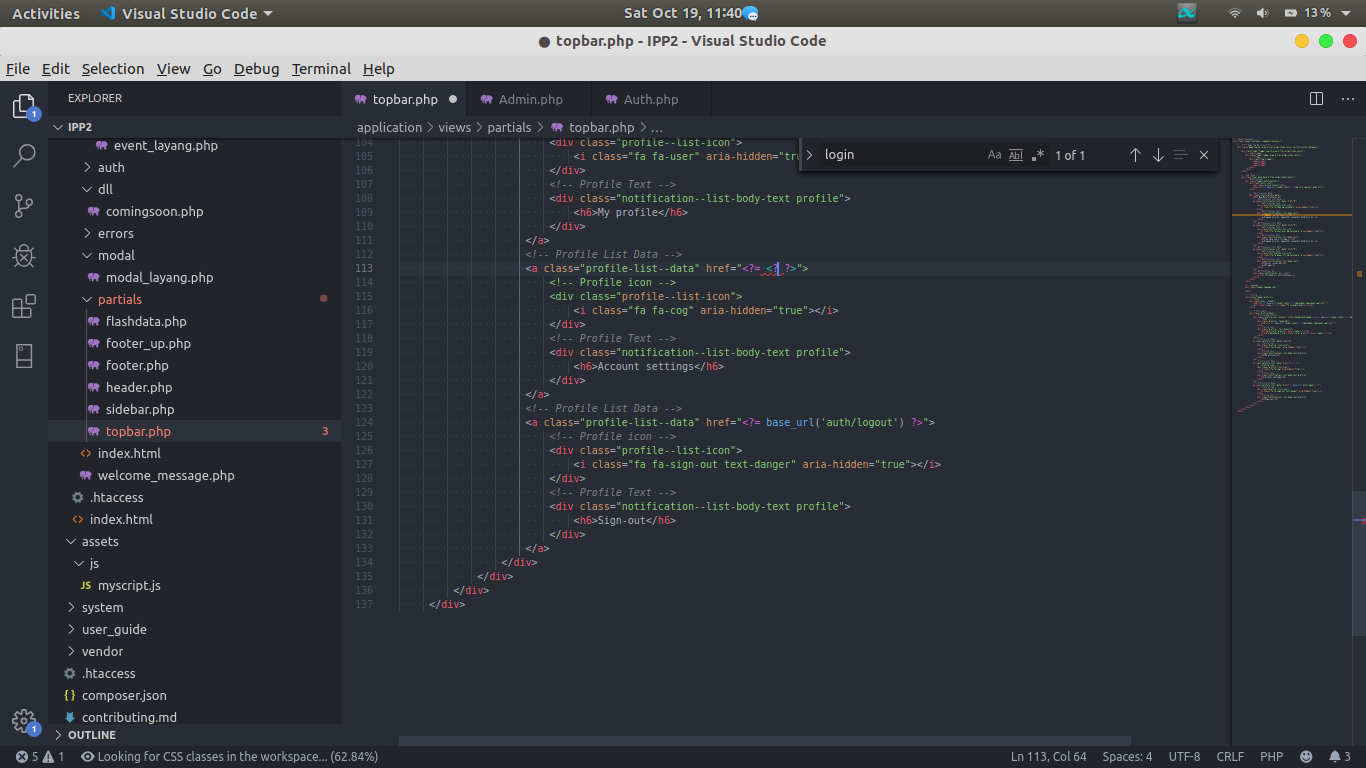 Activities
Visual Studio Code
Sat Oct 19, 11:40
13 %
● topbar.php - IPP2 - Visual Studio Code
File Edit Selection View Go Debug Terminal Help
EXPLORER
topbar.php
Admin.php
Auth.php
IPP2
application > views > partials > topbar.php > ...
event_layang.php
auth
dll
comingsoon.php
errors
modal
modal_layang.php
partials
flashdata.php
footer_up.php
footer.php
header.php
sidebar.php
topbar.php 3
index.html
welcome_message.php
.htaccess
index.html
assets
js
JS myscript.js
system
user_guide
vendor
.htaccess
composer.json
contributing.md
OUTLINE
login
Aa Abl .* 1 of 1
104 <div class="profile--list-icon">
105 <i class="fa fa-user" aria-hidden="tru
106 </div>
107 <!-- Profile Text -->
108 <div class="notification--list-body-text profile">
109 <h6>My profile</h6>
110 </div>
111 </a>
112 <!-- Profile List Data -->
113 <a class="profile-list--data" href="<?= <? ?>">
114 <!-- Profile icon -->
115 <div class="profile--list-icon">
116 <i class="fa fa-cog" aria-hidden="true"></i>
117 </div>
118 <!-- Profile Text -->
119 <div class="notification--list-body-text profile">
120 <h6>Account settings</h6>
121 </div>
122 </a>
123 <!-- Profile List Data -->
124 <a class="profile-list--data" href="<?= base_url('auth/logout') ?>">
125 <!-- Profile icon -->
126 <div class="profile--list-icon">
127 <i class="fa fa-sign-out text-danger" aria-hidden="true"></i>
128 </div>
129 <!-- Profile Text -->
130 <div class="notification--list-body-text profile">
131 <h6>Sign-out</h6>
132 </div>
133 </a>
134 </div>
135 </div>
136 </div>
137 </div>
1
1
5 1 Looking for CSS classes in the workspace... (62.84%)
Ln 113, Col 64 Spaces: 4 UTF-8 CRLF PHP 3